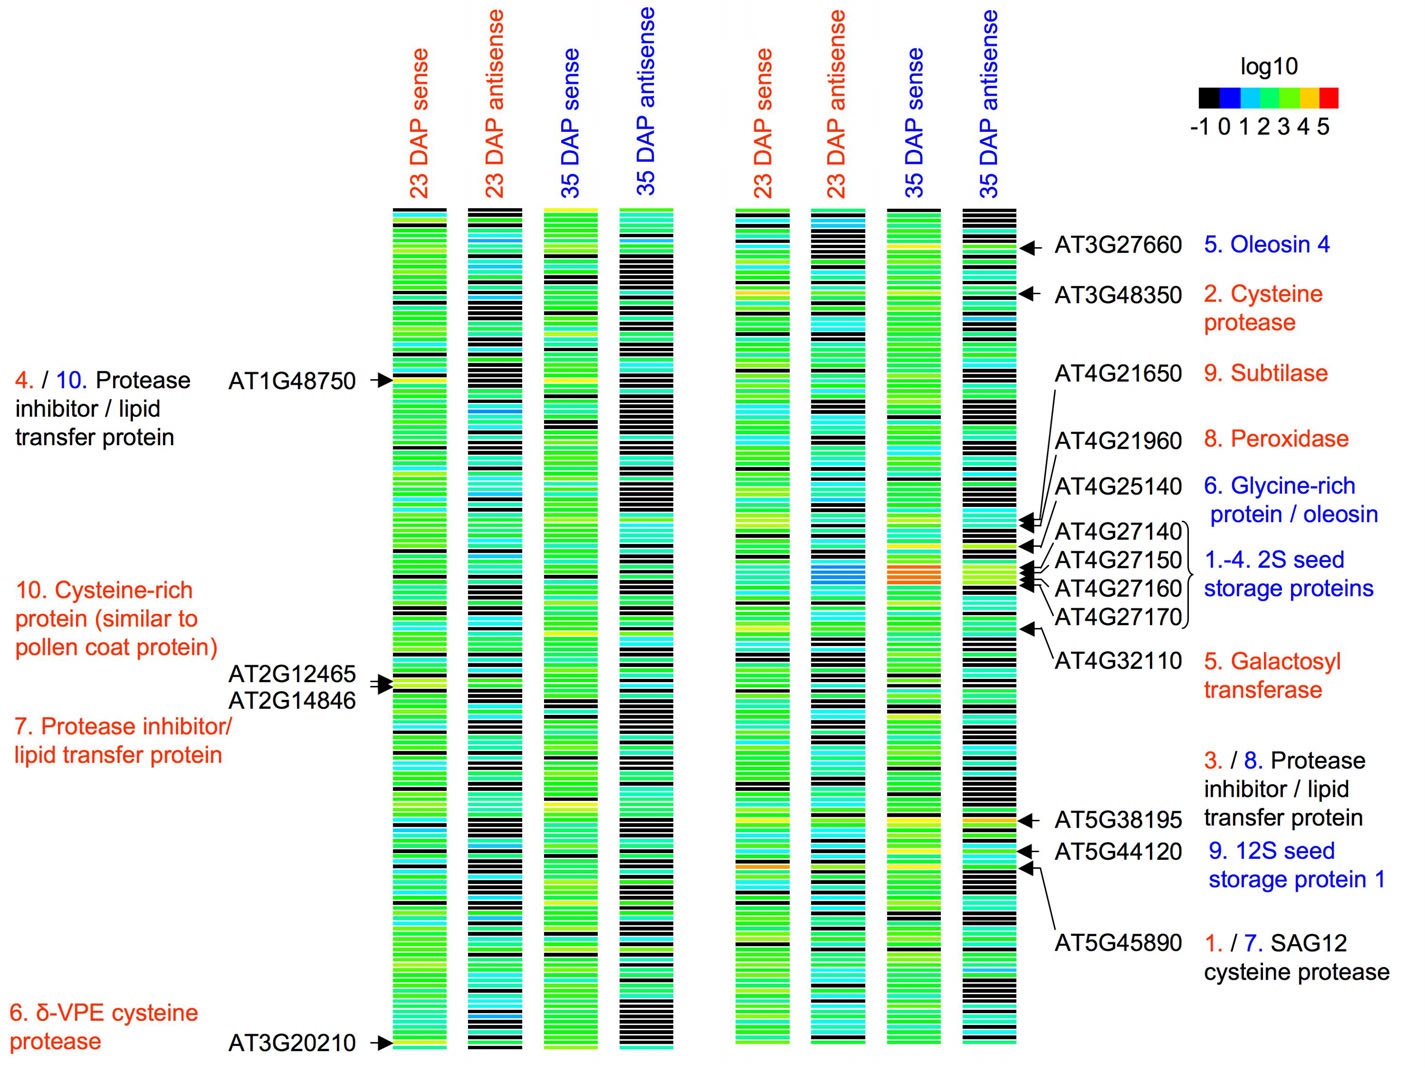 23 DAP sense
23 DAP antisense
35 DAP sense
35 DAP antisense
23 DAP sense
23 DAP antisense
35 DAP sense
35 DAP antisense
log10
-1 0 1 2 3 4 5
4. / 10. Protease
inhibitor / lipid
transfer protein
AT1G48750
10. Cysteine-rich
protein (similar to
pollen coat protein)
AT2G12465
AT2G14846
7. Protease inhibitor/
lipid transfer protein
6. δ-VPE cysteine
protease
AT3G20210
AT3G27660
5. Oleosin 4
AT3G48350
2. Cysteine
protease
AT4G21650
9. Subtilase
AT4G21960
8. Peroxidase
AT4G25140
6. Glycine-rich
protein / oleosin
AT4G27140
AT4G27150
AT4G27160
AT4G27170
1.-4. 2S seed
storage proteins
AT4G32110
5. Galactosyl
transferase
3. / 8. Protease
inhibitor / lipid
transfer protein
AT5G38195
AT5G44120
9. 12S seed
storage protein 1
AT5G45890
1. / 7. SAG12
cysteine protease